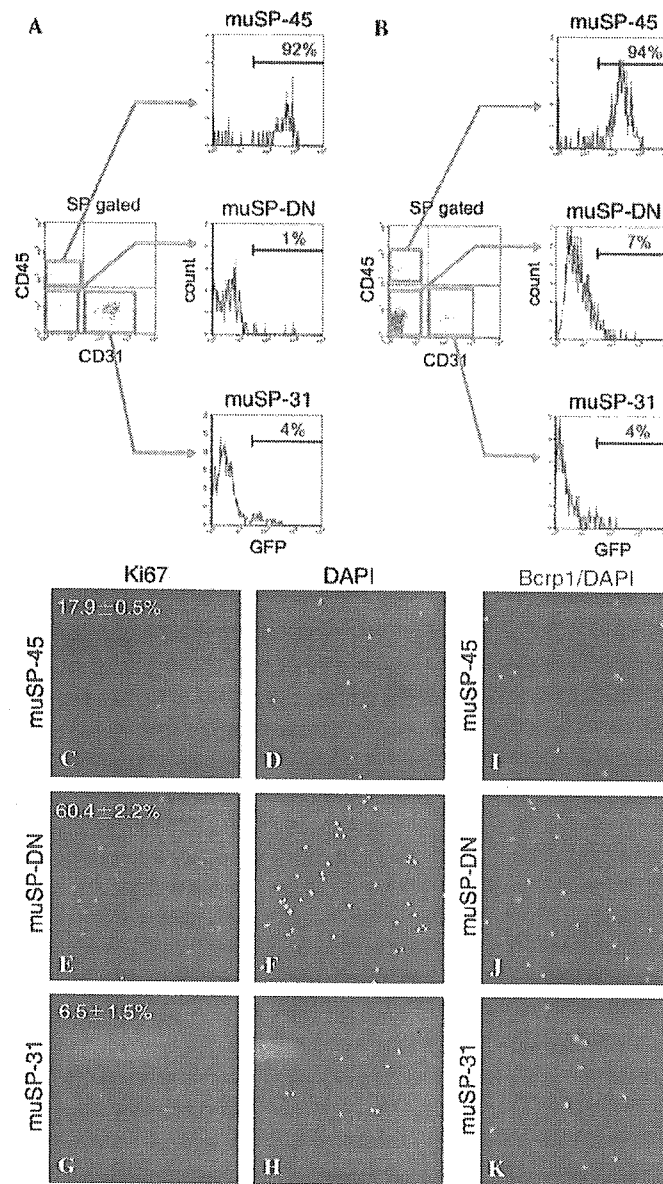 A
muSP-45
92%
SP gated
CD45
CD31
muSP-DN
1%
count
muSP-31
4%
GFP
B
muSP-45
94%
SP gated
CD45
CD31
muSP-DN
7%
count
muSP-31
4%
GFP
Ki67
DAPI
Bcrp1/DAPI
muSP-45
17.9±0.5%
C
D
muSP-45
I
muSP-DN
60.4±2.2%
E
F
muSP-DN
J
muSP-31
6.5±1.5%
G
H
muSP-31
K